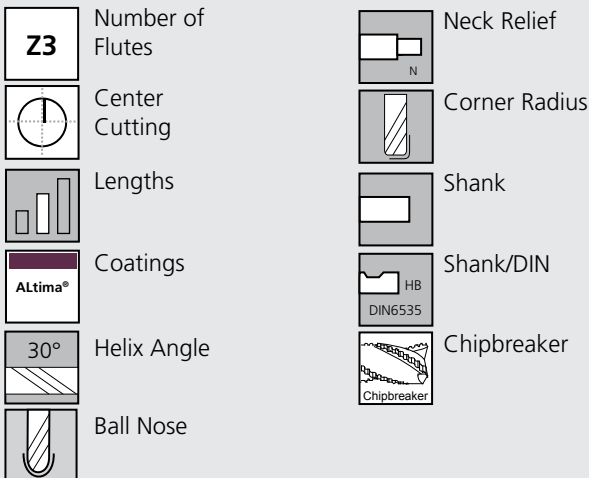 Z3
Number of
Flutes
Center
Cutting
Lengths
ALtima®
Coatings
30°
Helix Angle
Ball Nose
N
Neck Relief
Corner Radius
Shank
HB
DIN6535
Shank/DIN
Chipbreaker
Chipbreaker